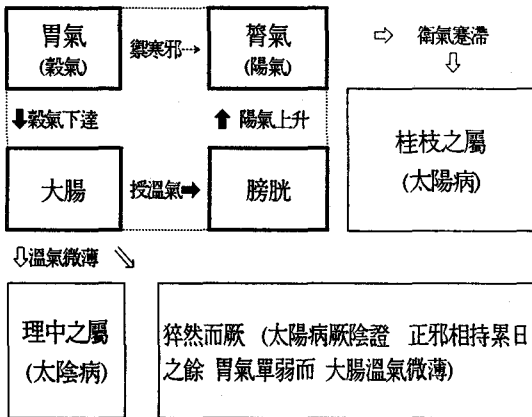 胃氣 禦寒邪⇢ 膂氣 ⇨ 衛氣蹇滯
(穀氣) (陽氣) ⇩
⬇穀氣下達 ⬆ 陽氣上升
桂枝之屬
(太陽病)
大腸 授溫氣➡ 膀胱
⇩溫氣微薄 ⇘
理中之屬
(太陰病)
猝然而厥 (太陽病厥陰證 正邪相持累日
之餘 胃氣單弱而 大腸溫氣微薄)